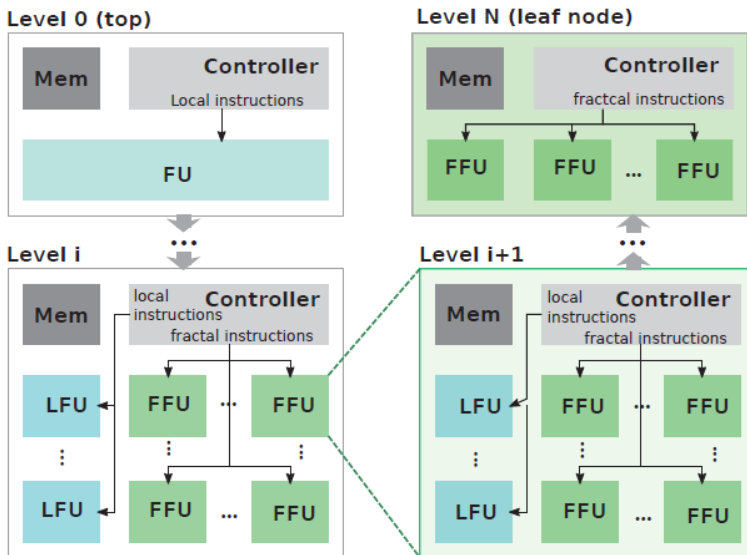 Level 0 (top)
Mem
Controller
Local instructions
FU
...
Level N (leaf node)
Mem
Controller
fractcal instructions
FFU
FFU
...
FFU
...
Level i
Mem
local
instructions
Controller
fractal instructions
LFU
FFU
...
FFU
...
...
...
LFU
FFU
...
FFU
Level i+1
Mem
local
instructions
Controller
fractal instructions
LFU
FFU
...
FFU
...
...
...
LFU
FFU
...
FFU